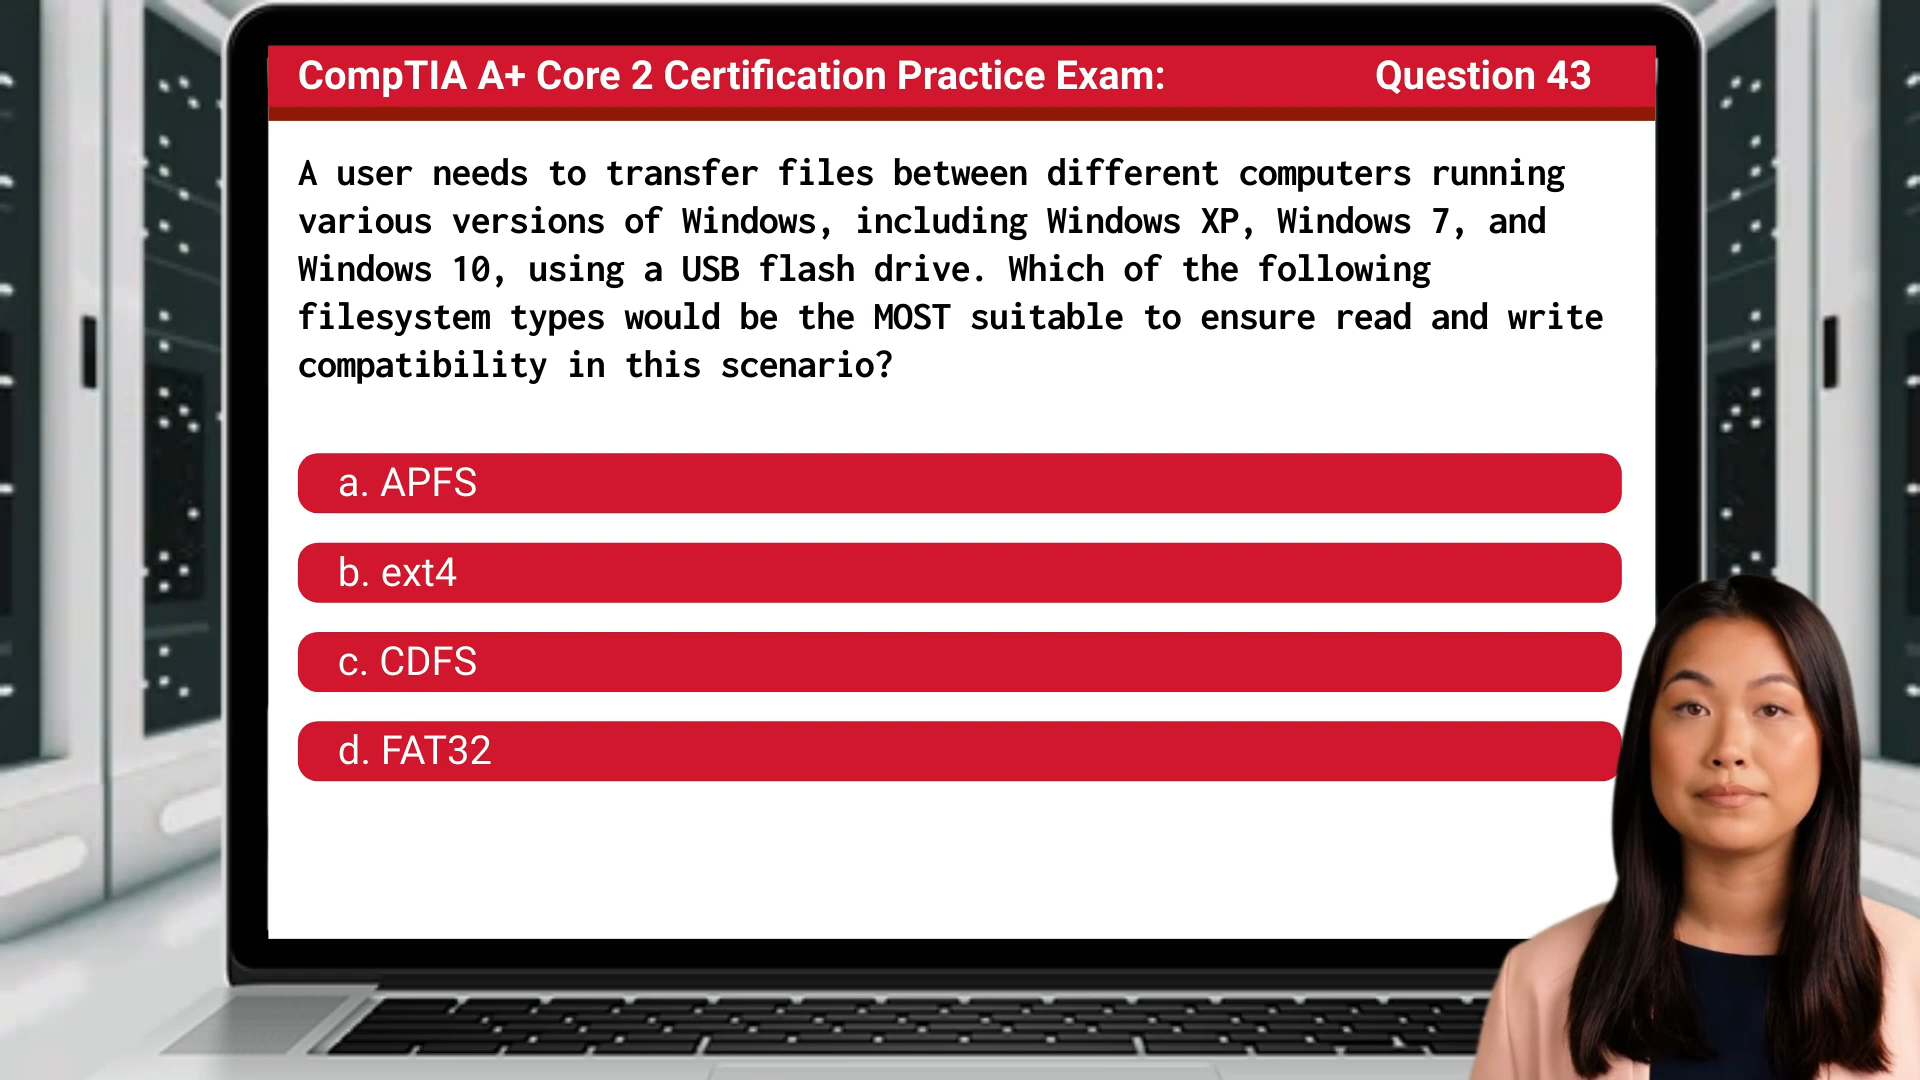 CompTIA A+ Core 2 Certification Practice Exam: Question 43
A user needs to transfer files between different computers running
various versions of Windows, including Windows XP, Windows 7, and
Windows 10, using a USB flash drive. Which of the following
filesystem types would be the MOST suitable to ensure read and write
compatibility in this scenario?
a. APFS
b. ext4
c. CDFS
d. FAT32